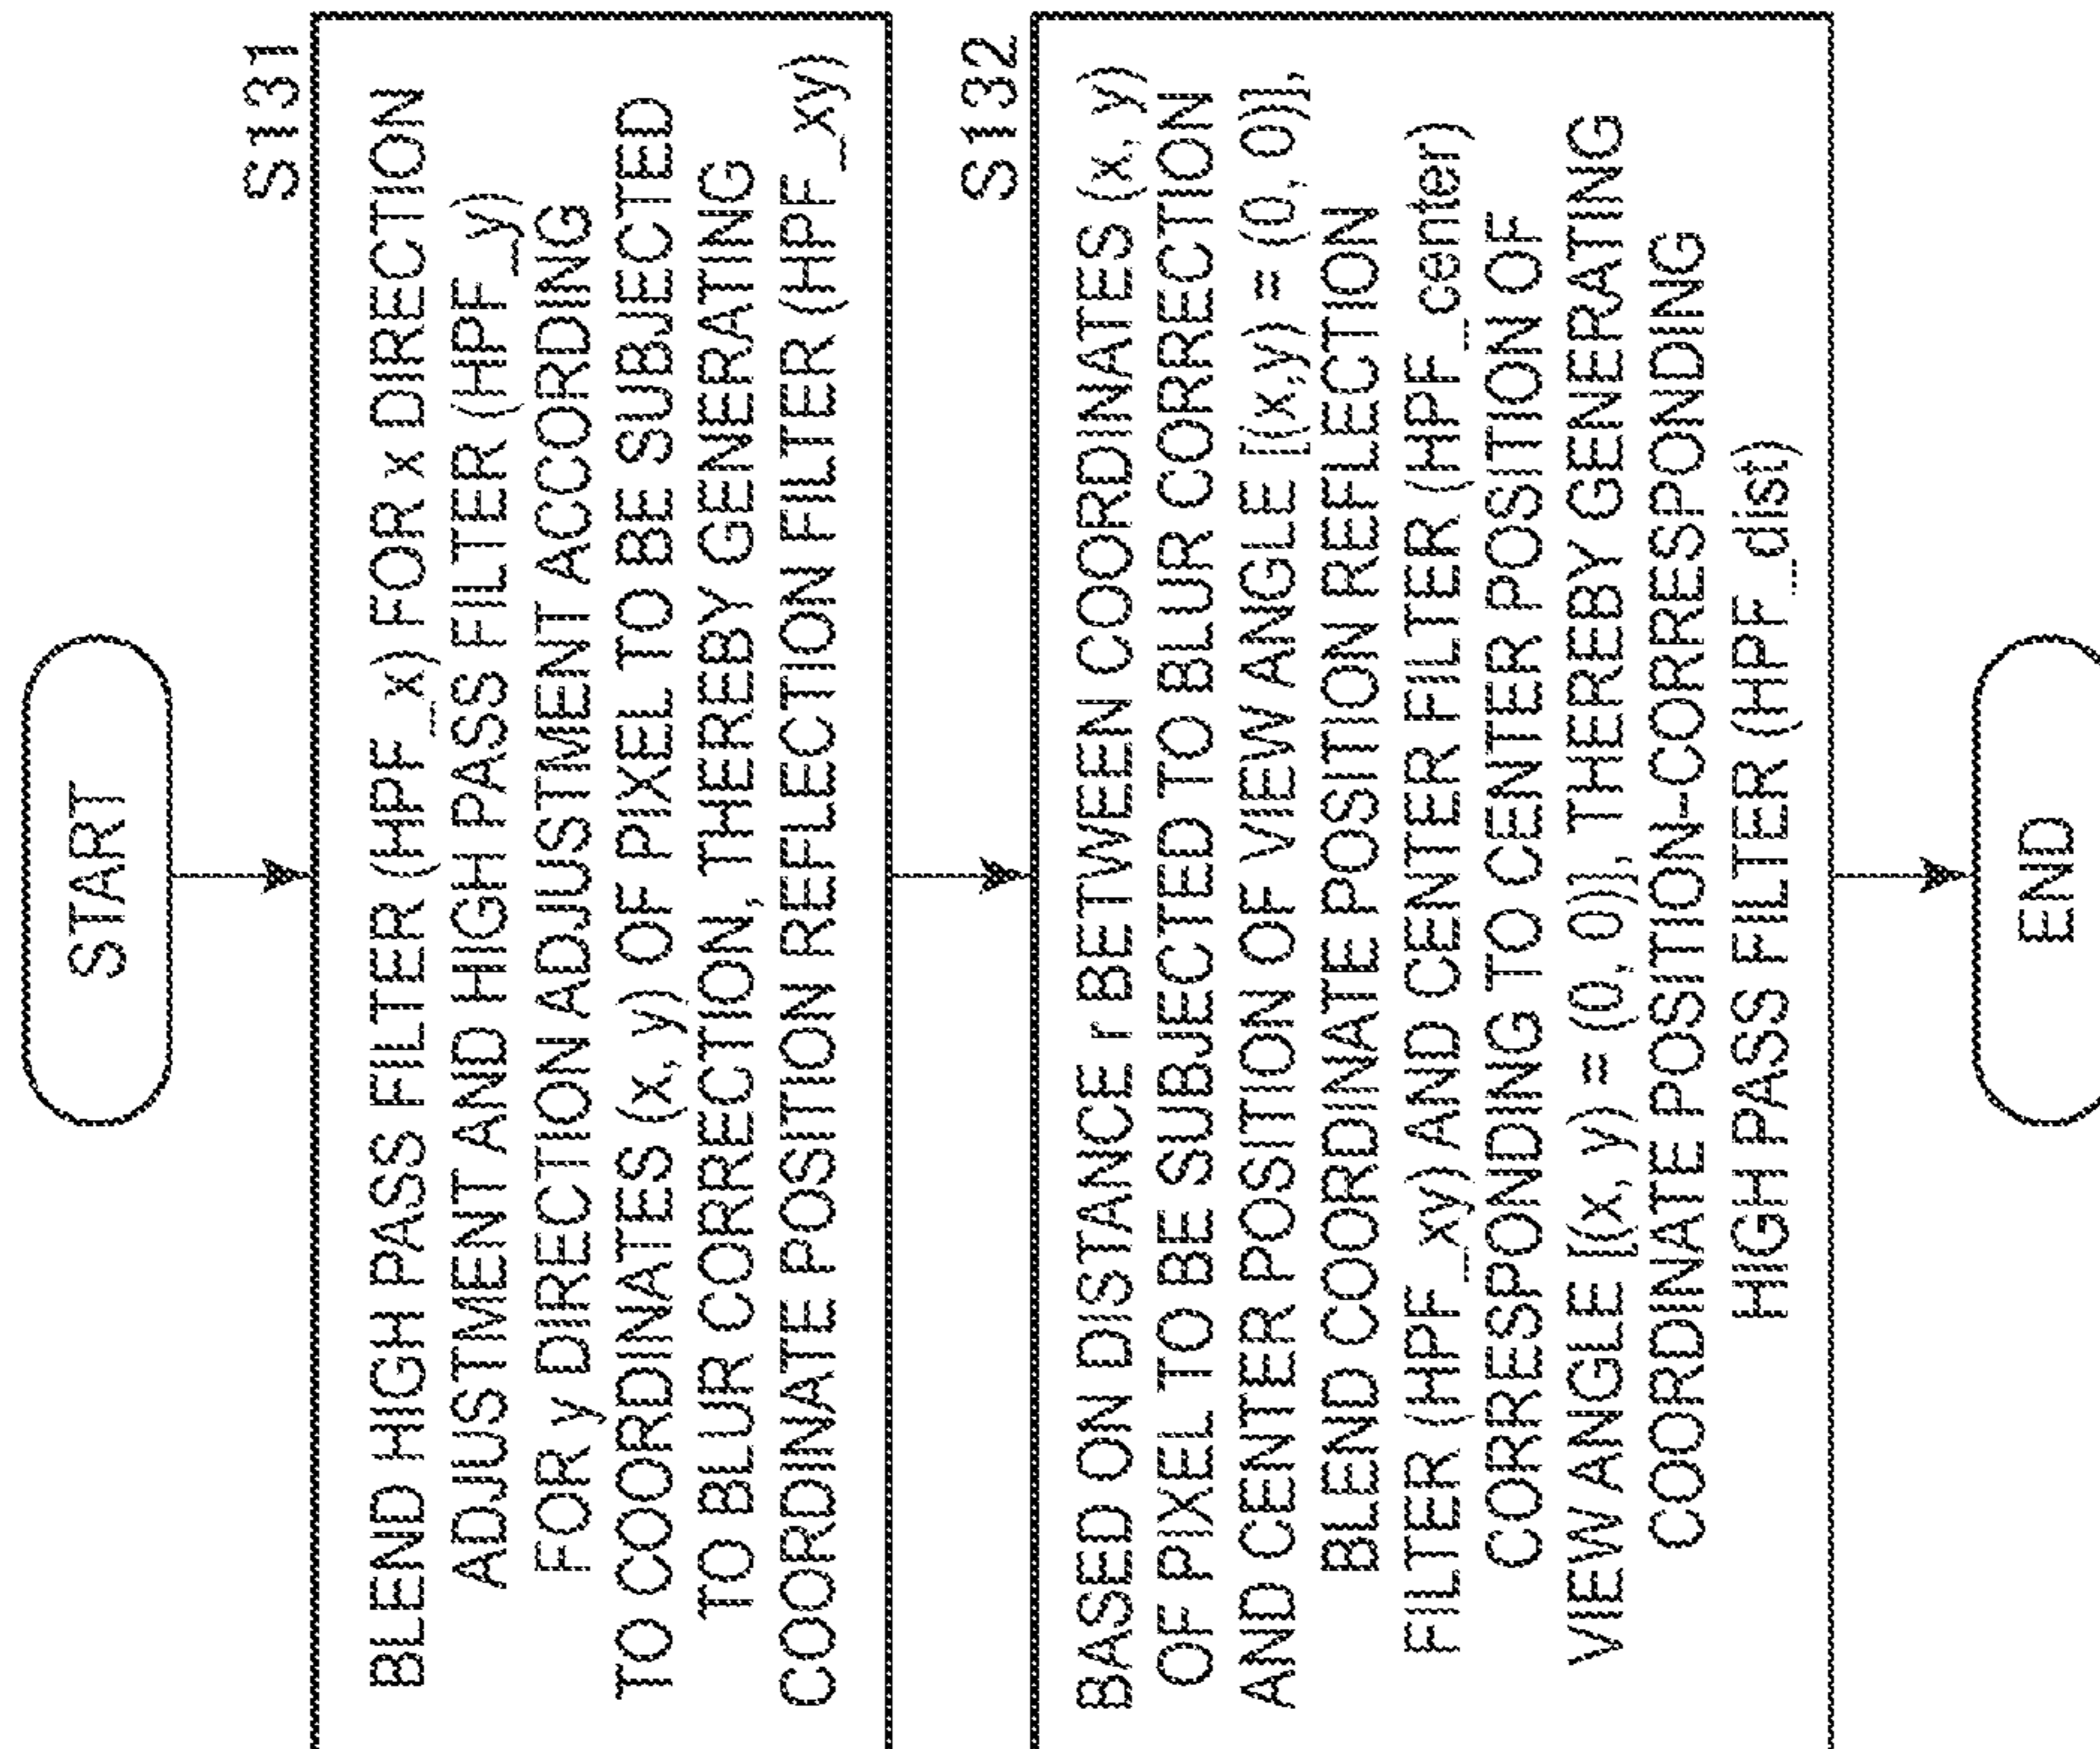 START
S131
BLEND HIGH PASS FILTER (HPF_x) FOR x DIRECTION
ADJUSTMENT AND HIGH PASS FILTER (HPF_y)
FOR y DIRECTION ADJUSTMENT ACCORDING
TO COORDINATES (x, y) OF PIXEL TO BE SUBJECTED
TO BLUR CORRECTION, THEREBY GENERATING
COORDINATE POSITION REFLECTION FILTER (HPF_xy)
S132
BASED ON DISTANCE r BETWEEN COORDINATES (x, y)
OF PIXEL TO BE SUBJECTED TO BLUR CORRECTION
AND CENTER POSITION OF VIEW ANGLE [(x,y) = (0, 0)],
BLEND COORDINATE POSITION REFLECTION
FILTER (HPF_xy) AND CENTER FILTER (HPF_center)
CORRESPONDING TO CENTER POSITION OF
VIEW ANGLE [(x, y) = (0, 0)], THEREBY GENERATING
COORDINATE POSITION-CORRESPONDING
HIGH PASS FILTER (HPF_dist)
END